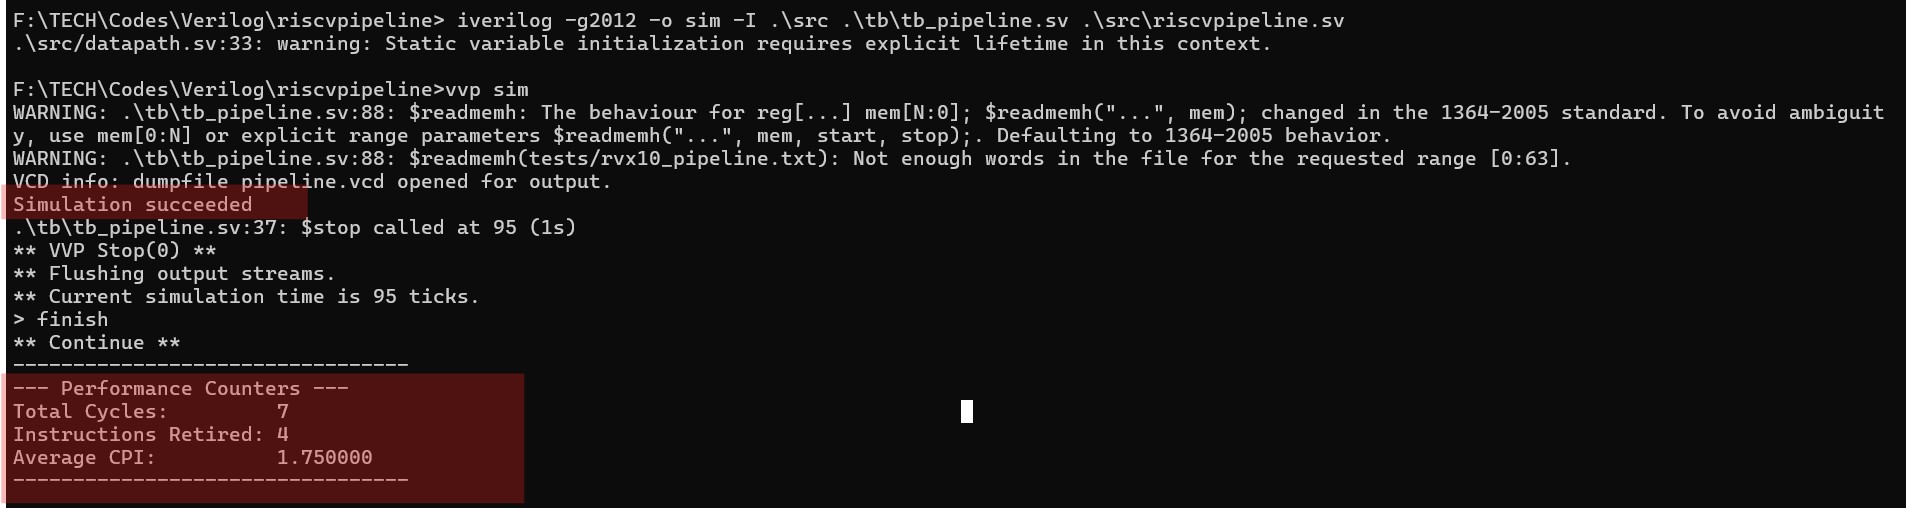 F:\TECH\Codes\Verilog\riscvpipeline> iverilog -g2012 -o sim -I .\src .\tb\tb_pipeline.sv .\src\riscvpipeline.sv
.\src/datapath.sv:33: warning: Static variable initialization requires explicit lifetime in this context.
F:\TECH\Codes\Verilog\riscvpipeline>vvp sim
WARNING: .\tb\tb_pipeline.sv:88: $readmemh: The behaviour for reg[...] mem[N:0]; $readmemh("...", mem); changed in the 1364-2005 standard. To avoid ambiguit
y, use mem[0:N] or explicit range parameters $readmemh("...", mem, start, stop);. Defaulting to 1364-2005 behavior.
WARNING: .\tb\tb_pipeline.sv:88: $readmemh(tests/rvx10_pipeline.txt): Not enough words in the file for the requested range [0:63].
VCD info: dumpfile pipeline.vcd opened for output.
Simulation succeeded
.\tb\tb_pipeline.sv:37: $stop called at 95 (1s)
** VVP Stop(0) **
** Flushing output streams.
** Current simulation time is 95 ticks.
> finish
** Continue **
---------------------------------
--- Performance Counters ---
Total Cycles:         7
Instructions Retired: 4
Average CPI:          1.750000
---------------------------------